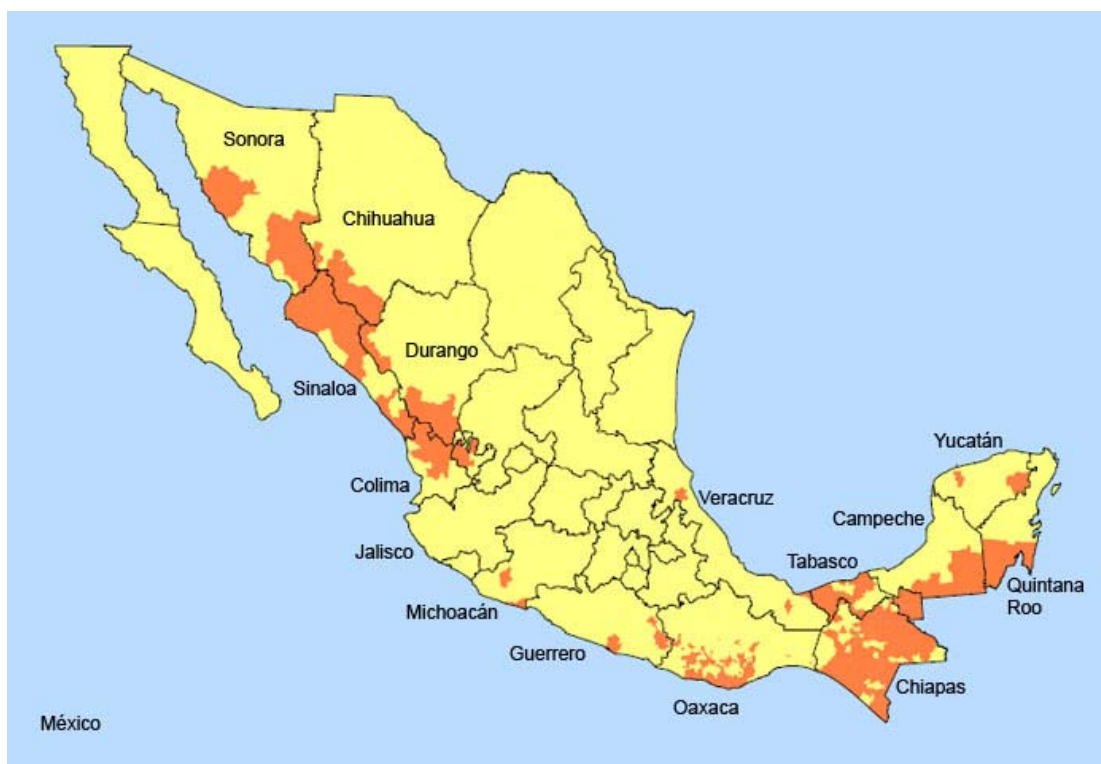 Sonora
Chihuahua
Durango
Sinaloa
Yucatán
Colima
Veracruz
Campeche
Jalisco
Tabasco
Quintana
Roo
Michoacán
Guerrero
Chiapas
Oaxaca
México